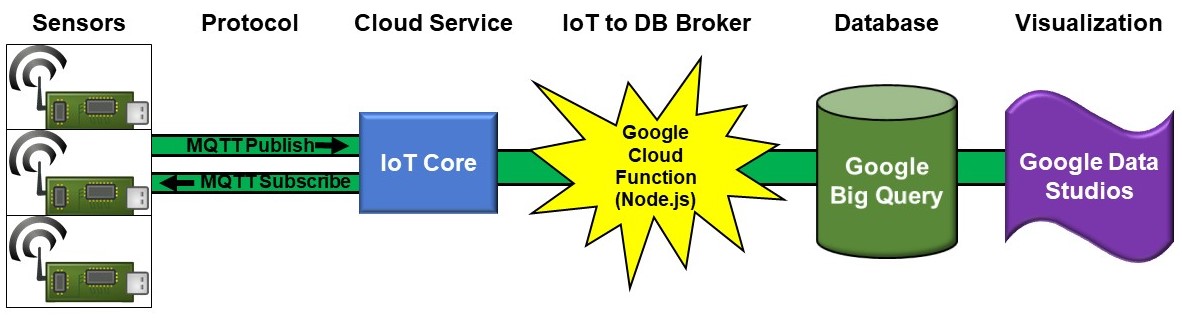 Sensors Protocol Cloud Service IoT to DB Broker Database Visualization
MQTT Publish
MQTT Subscribe
IoT Core
Google
Cloud
Function
(Node.js)
Google
Big Query
Google Data
Studios